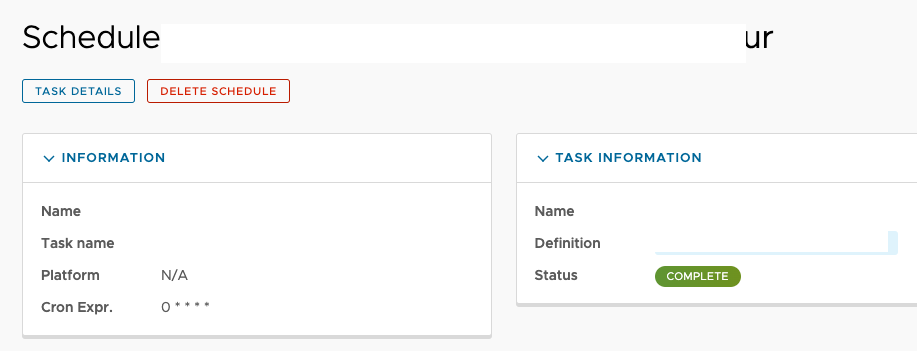 Schedule ur
TASK DETAILS DELETE SCHEDULE
INFORMATION
Name
Task name
Platform N/A
Cron Expr. 0 * * * *
TASK INFORMATION
Name
Definition
Status COMPLETE